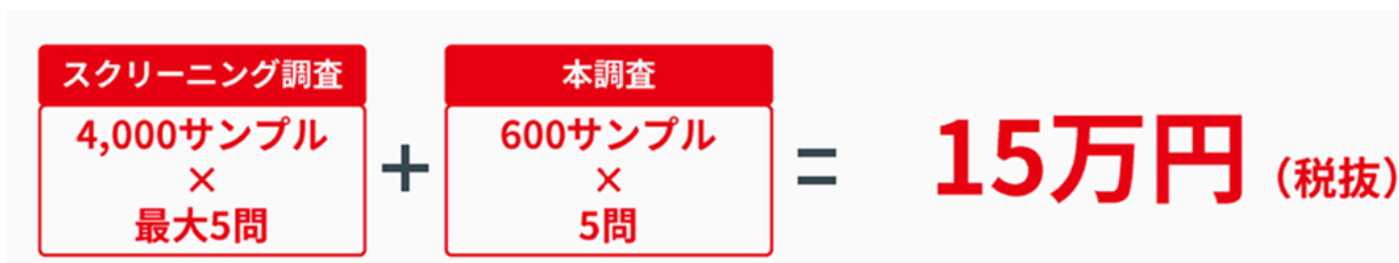 スクリーニング調査
4,000サンプル
×
最大5問
+
本調査
600サンプル
×
5問
=
15万円(税抜)